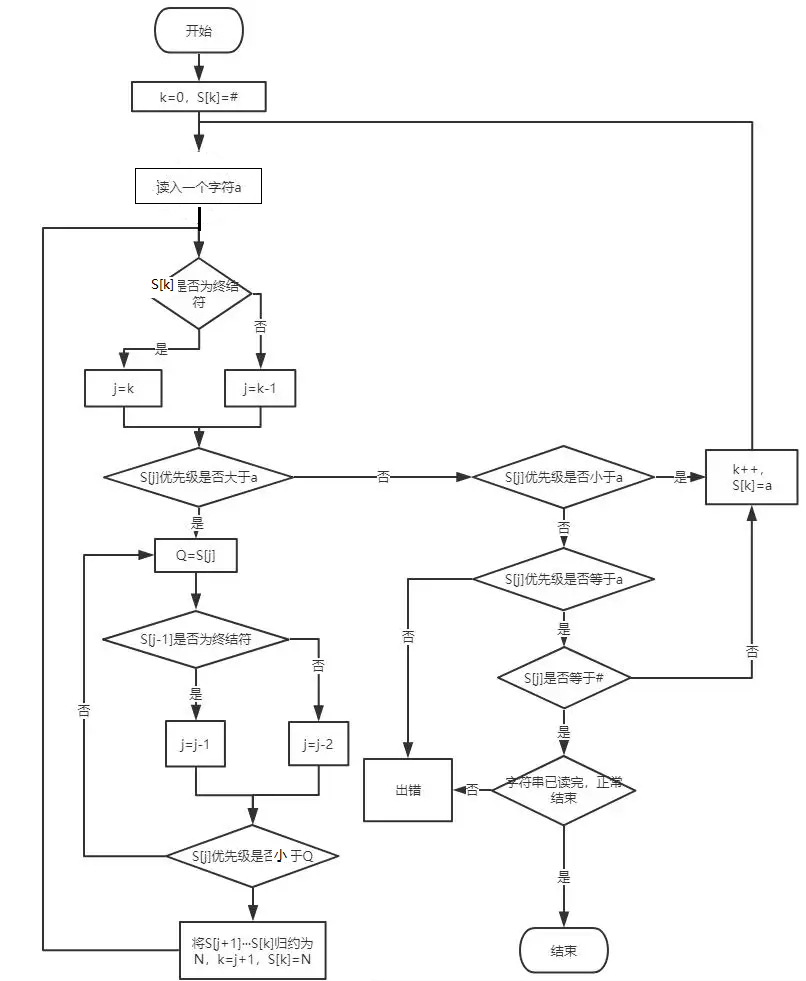 开始
k=0，S[k]=#
读入一个字符a
S[k]是否为终结
符
是
否
j=k
j=k-1
S[j]优先级是否大于a
否
S[j]优先级是否小于a
是
k++，
S[k]=a
是
否
Q=S[j]
S[j]优先级是否等于a
S[j-1]是否为终结符
是
否
否
否
S[j]是否等于#
是
否
是
j=j-1
j=j-2
出错
否
字符串已读完，正常
结束
S[j]优先级是否小于Q
是
将S[j+1]···S[k]归约为
N，k=j+1，S[k]=N
结束